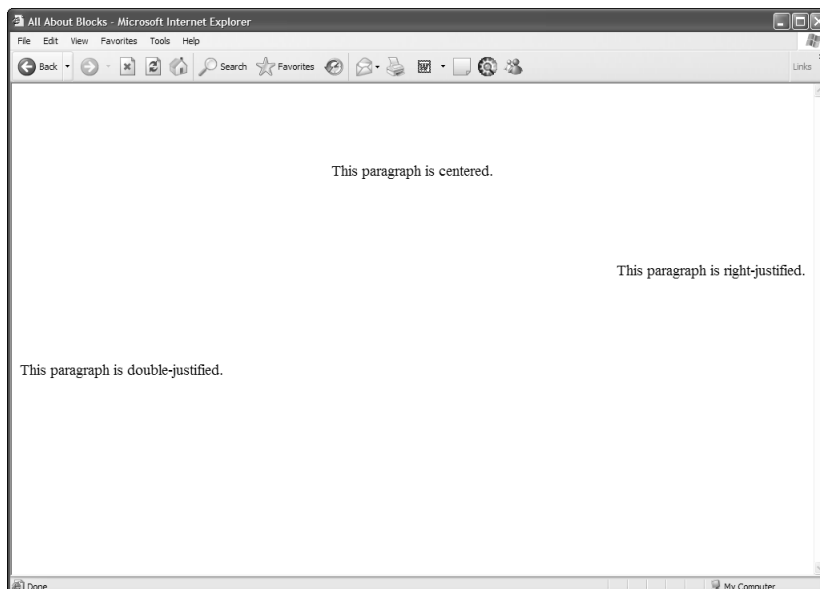 All About Blocks - Microsoft Internet Explorer
File Edit View Favorites Tools Help
Back Search Favorites Links
This paragraph is centered.
This paragraph is right-justified.
This paragraph is double-justified.
Done My Computer